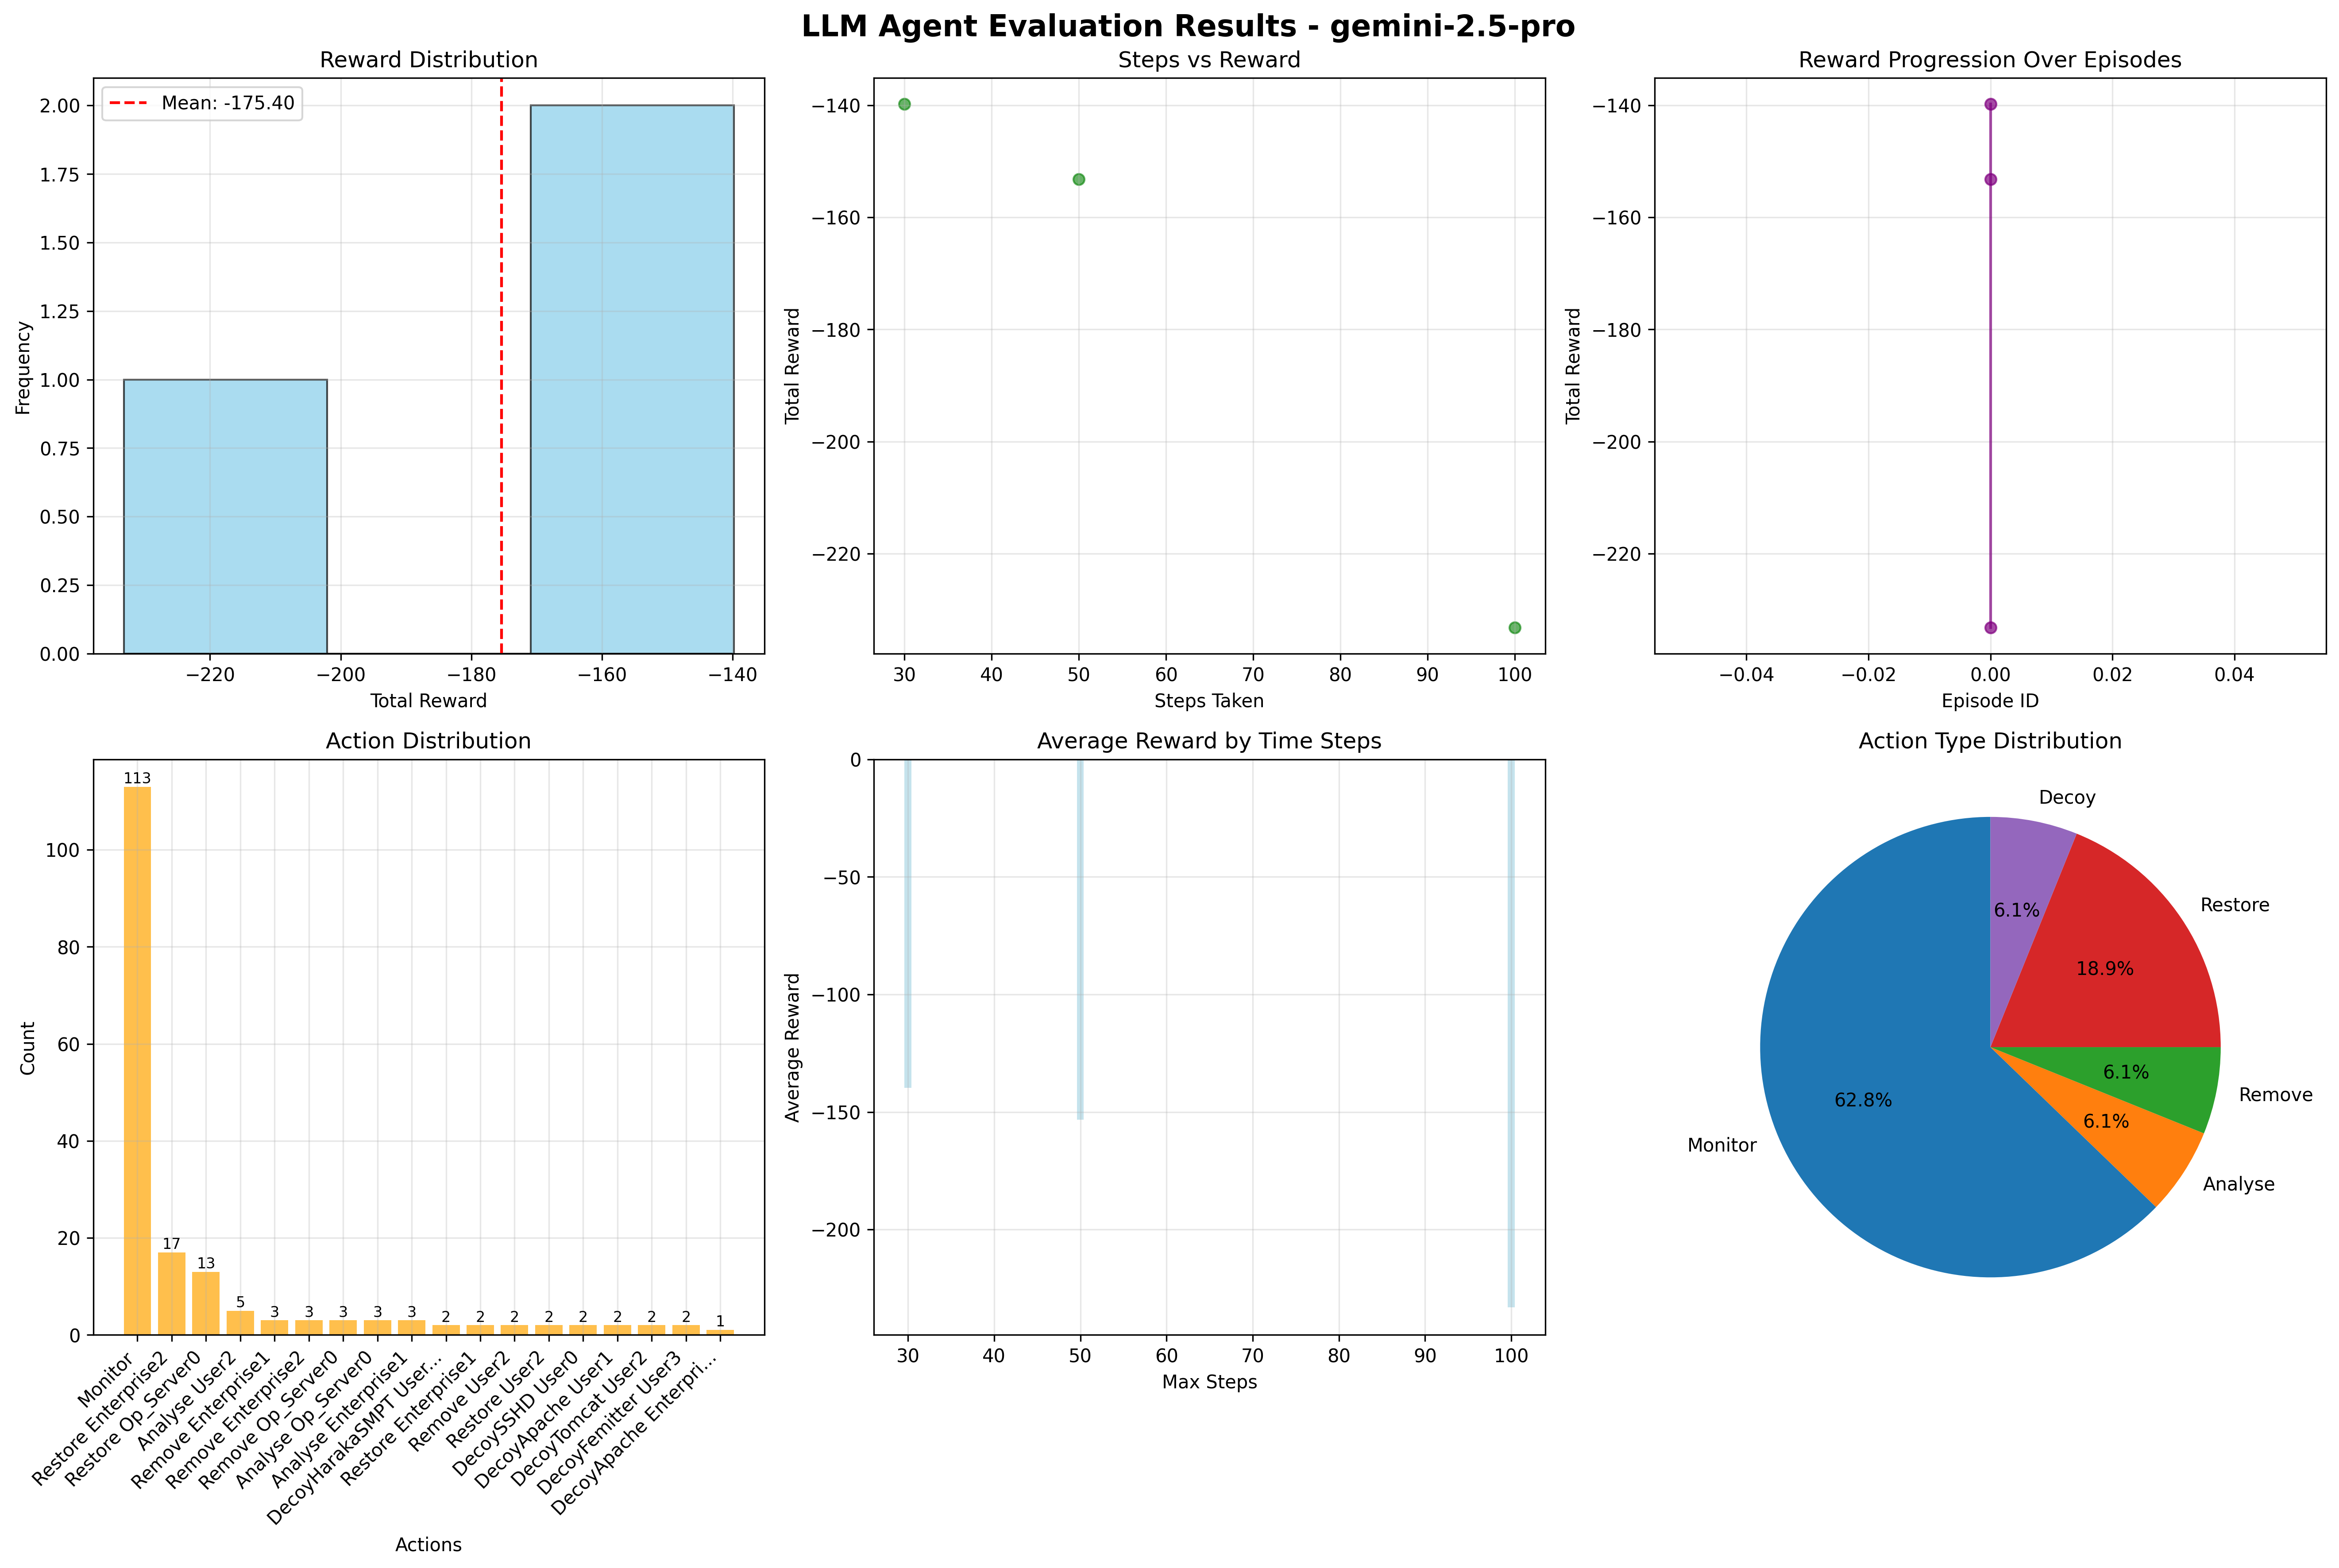 LLM Agent Evaluation Results - gemini-2.5-pro
Reward Distribution
Mean: -175.40
Frequency
2.00
1.75
1.50
1.25
1.00
0.75
0.50
0.25
0.00
−220 −200 −180 −160 −140
Total Reward
Steps vs Reward
Total Reward
−140
−160
−180
−200
−220
30 40 50 60 70 80 90 100
Steps Taken
Reward Progression Over Episodes
Total Reward
−140
−160
−180
−200
−220
−0.04 −0.02 0.00 0.02 0.04
Episode ID
Action Distribution
Count
100
80
60
40
20
0
113 17 13 5 3 3 3 3 3 2 2 2 2 2 2 2 2 1
Monitor
Restore Enterprise2
Restore Op_Server0
Analyse User2
Remove Enterprise1
Remove Enterprise2
Remove Op_Server0
Analyse Op_Server0
Analyse Enterprise1
DecoyHarakaSMPT User...
Restore Enterprise1
Remove User2
Restore User2
DecoySSHD User0
DecoyApache User1
DecoyTomcat User2
DecoyFemitter User3
DecoyApache Enterpri...
Actions
Average Reward by Time Steps
Average Reward
0
−50
−100
−150
−200
30 40 50 60 70 80 90 100
Max Steps
Action Type Distribution
Decoy
6.1%
Restore
18.9%
Remove
6.1%
Analyse
6.1%
Monitor
62.8%